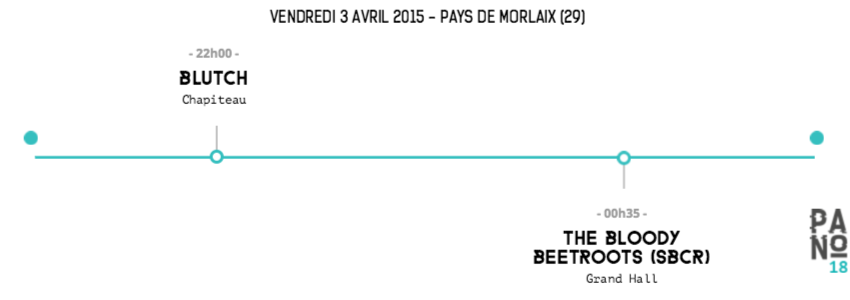 VENDREDI 3 AVRIL 2015 - PAYS DE MORLAIX (29)
- 22h00 -
BLUTCH
Chapiteau
- 00h35 -
THE BLOODY
BEETROOTS (SBCR)
Grand Hall
PA
Nº
18